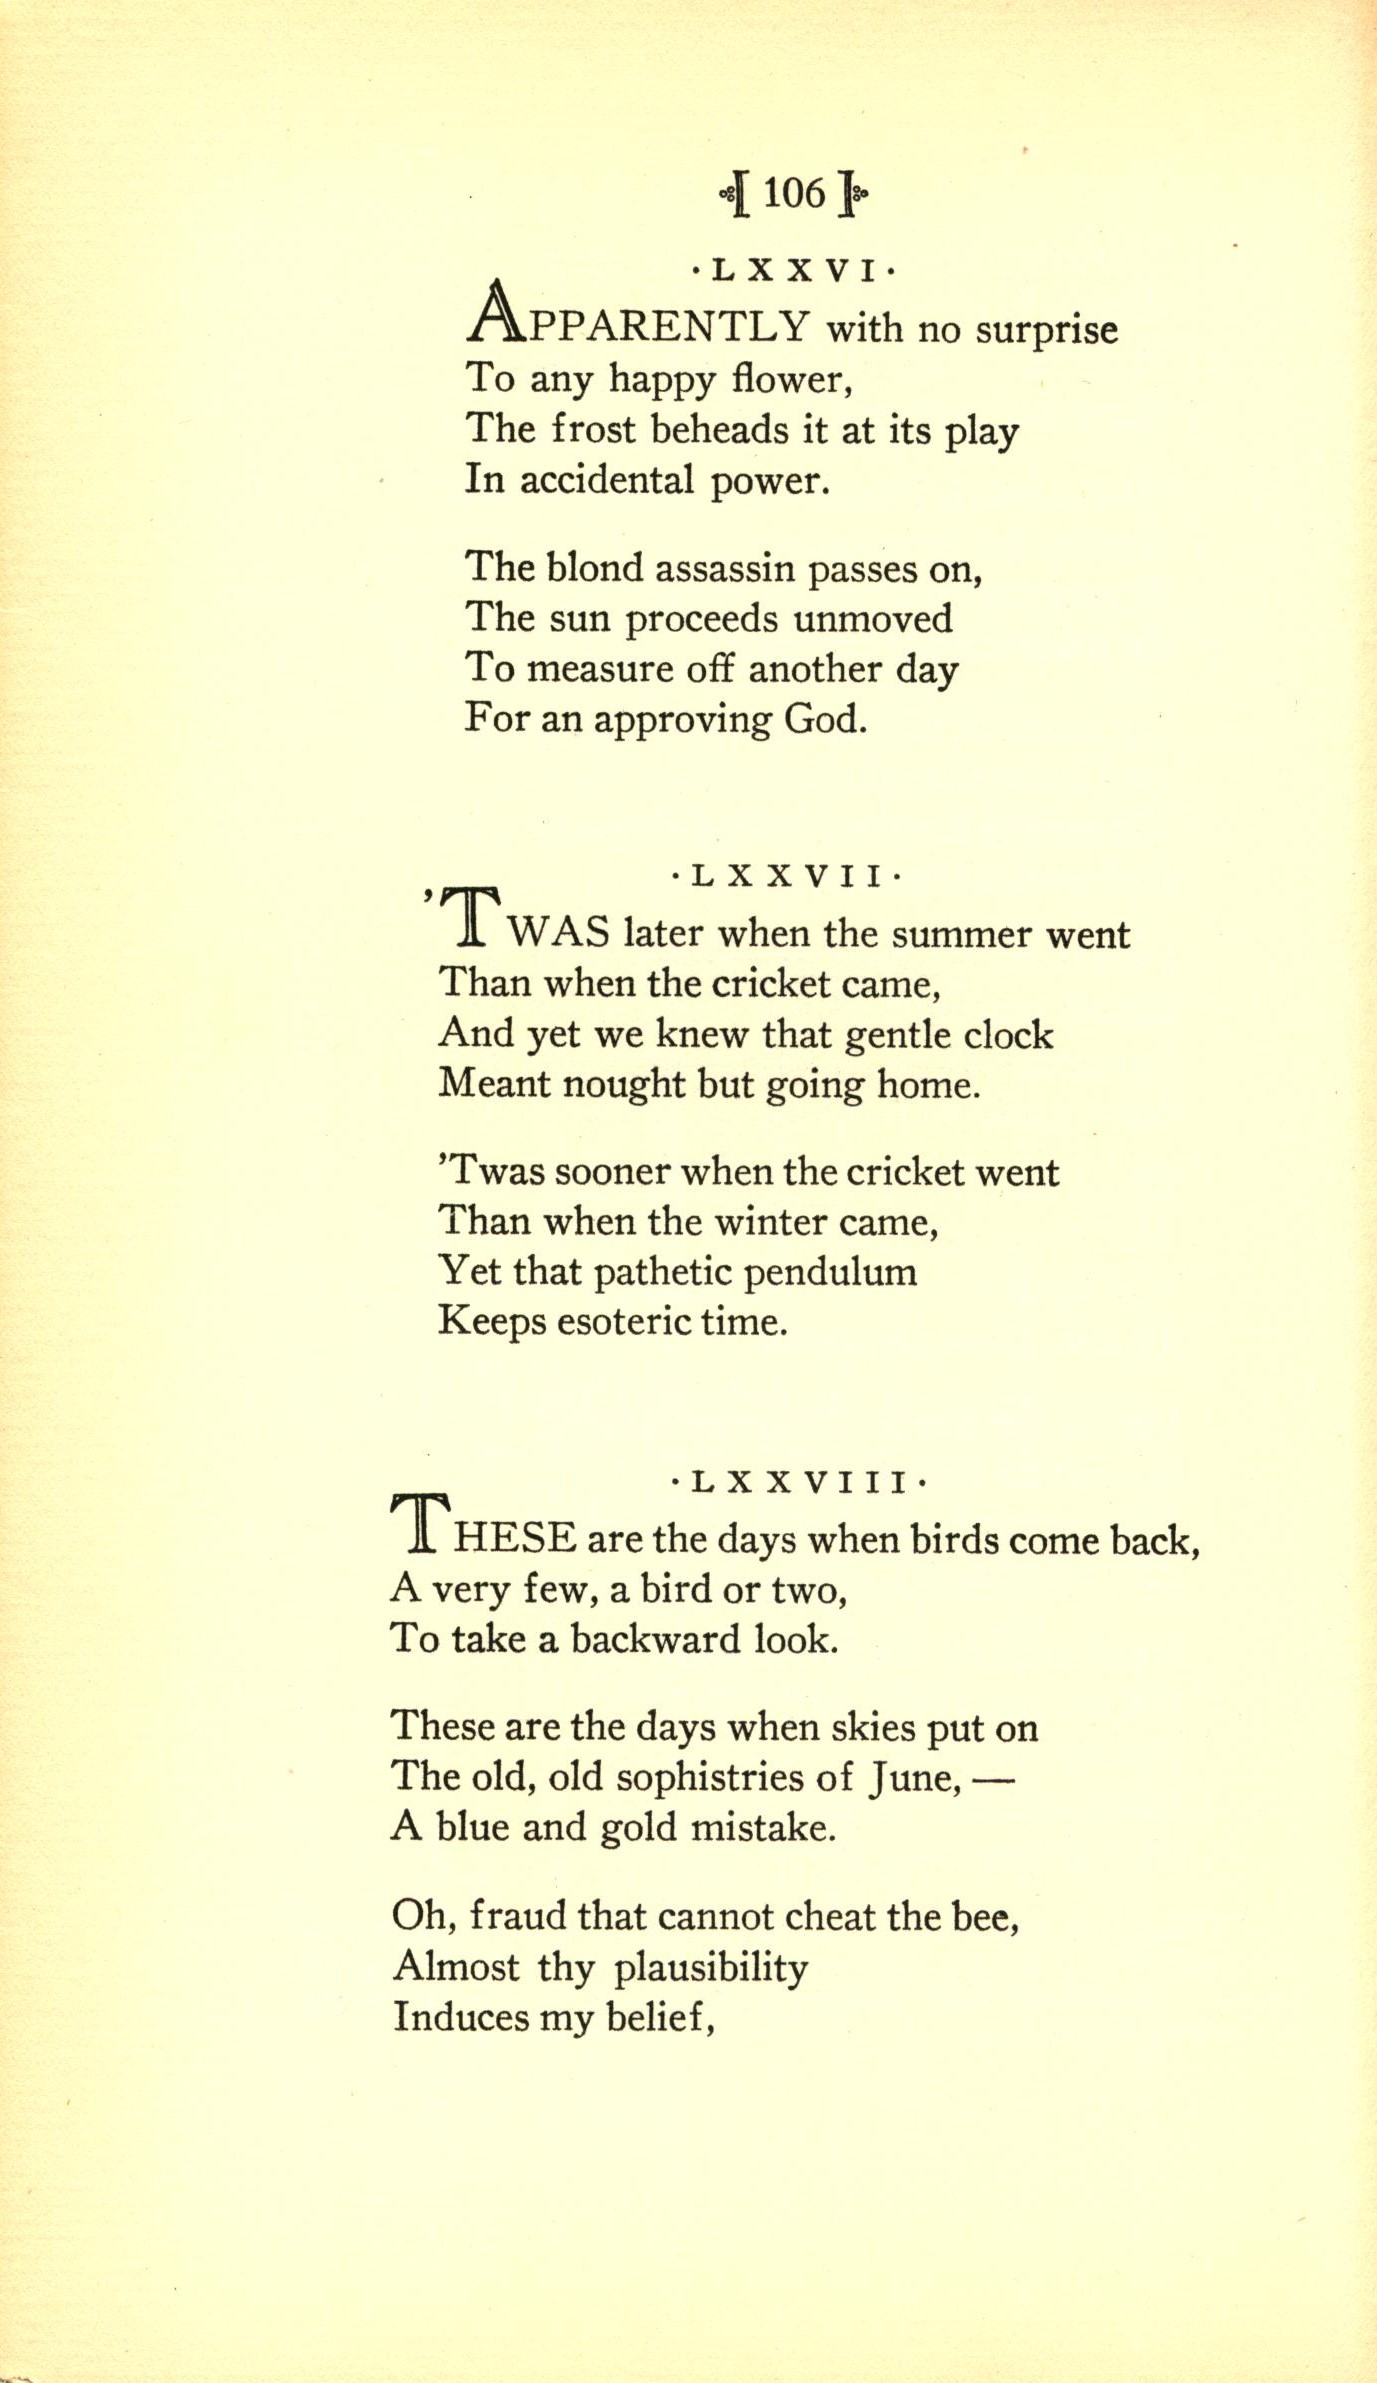 [ 106 ]
·LXXVI·
APPARENTLY with no surprise
To any happy flower,
The frost beheads it at its play
In accidental power.
The blond assassin passes on,
The sun proceeds unmoved
To measure off another day
For an approving God.
·LXXVII·
’TWAS later when the summer went
Than when the cricket came,
And yet we knew that gentle clock
Meant nought but going home.
’Twas sooner when the cricket went
Than when the winter came,
Yet that pathetic pendulum
Keeps esoteric time.
·LXXVIII·
THESE are the days when birds come back,
A very few, a bird or two,
To take a backward look.
These are the days when skies put on
The old, old sophistries of June, —
A blue and gold mistake.
Oh, fraud that cannot cheat the bee,
Almost thy plausibility
Induces my belief,